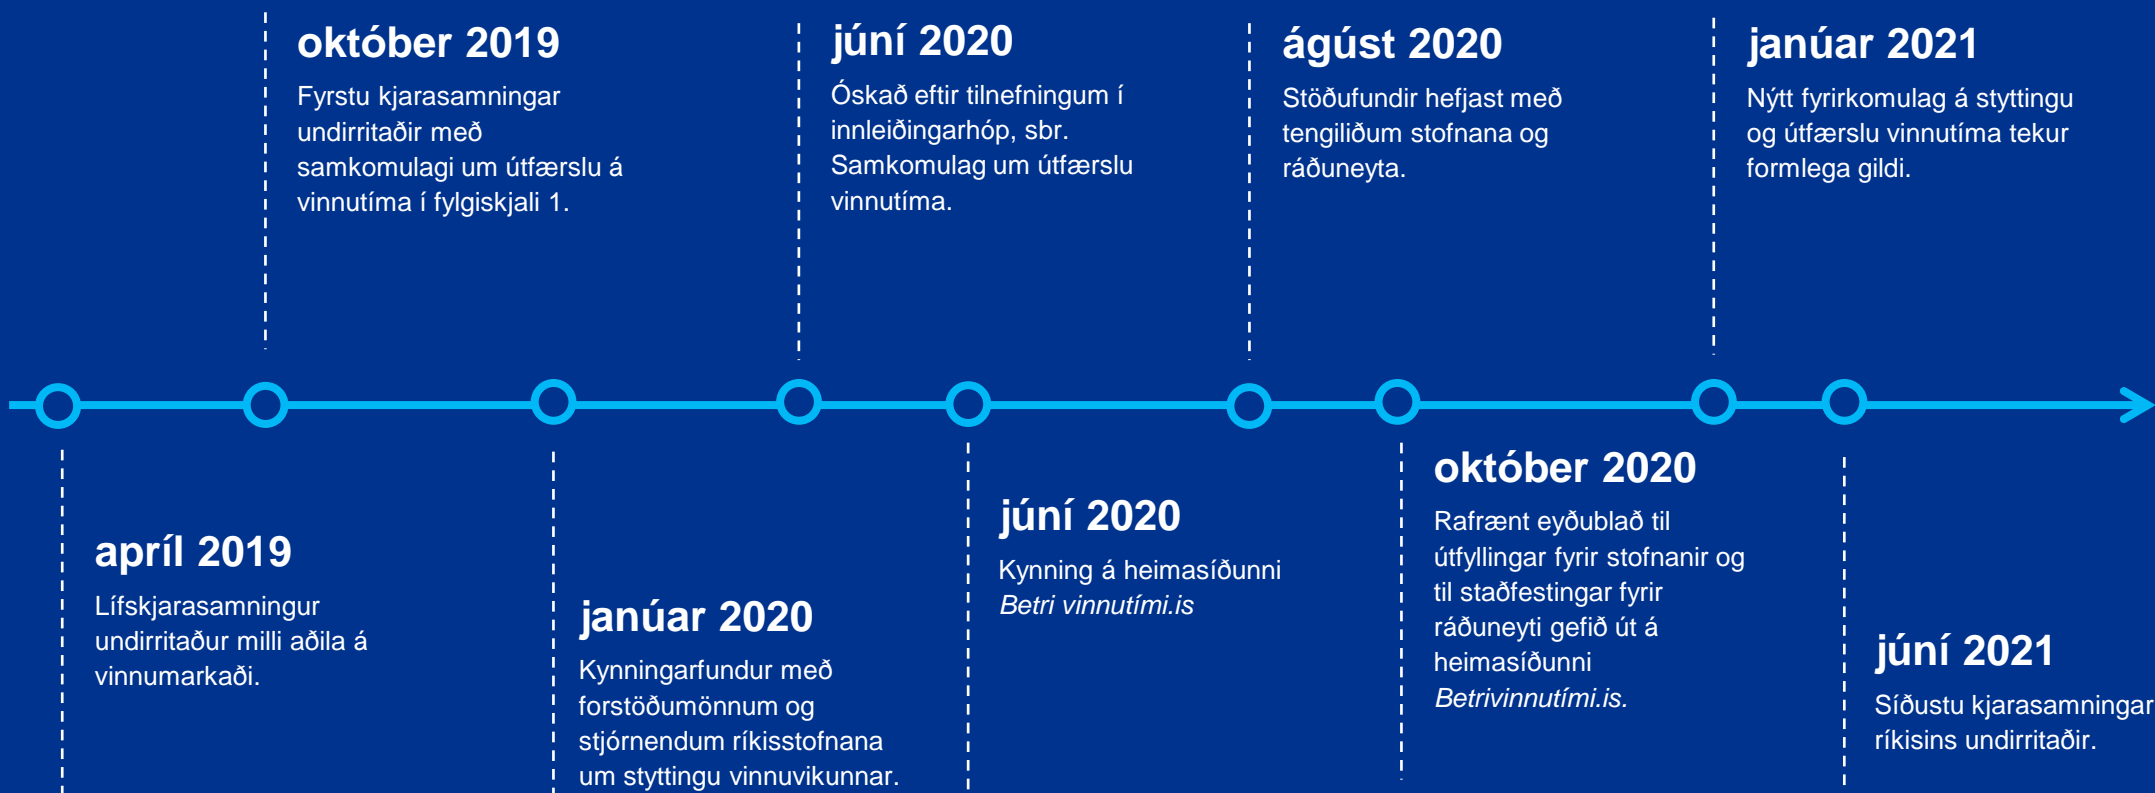 október 2019
Fyrstu kjarasamningar
undirritaðir með
samkomulagi um útfærslu á
vinnutíma í fylgiskjali 1.
júní 2020
Óskað eftir tilnefningum í
innleiðingarhóp, sbr.
Samkomulag um útfærslu
vinnutíma.
ágúst 2020
Stöðufundir hefjast með
tengiliðum stofnana og
ráðuneyta.
janúar 2021
Nýtt fyrirkomulag á styttingu
og útfærslu vinnutíma tekur
formlega gildi.
apríl 2019
Lífskjarasamningur
undirritaður milli aðila á
vinnumarkaði.
janúar 2020
Kynningarfundur með
forstöðumönnum og
stjórnendum ríkisstofnana
um styttingu vinnuvikunnar.
júní 2020
Kynning á heimasíðunni
Betri vinnutími.is
október 2020
Rafrænt eyðublað til
útfyllingar fyrir stofnanir og
til staðfestingar fyrir
ráðuneyti gefið út á
heimasíðunni
Betrivinnutími.is.
júní 2021
Síðustu kjarasamningar
ríkisins undirritaðir.